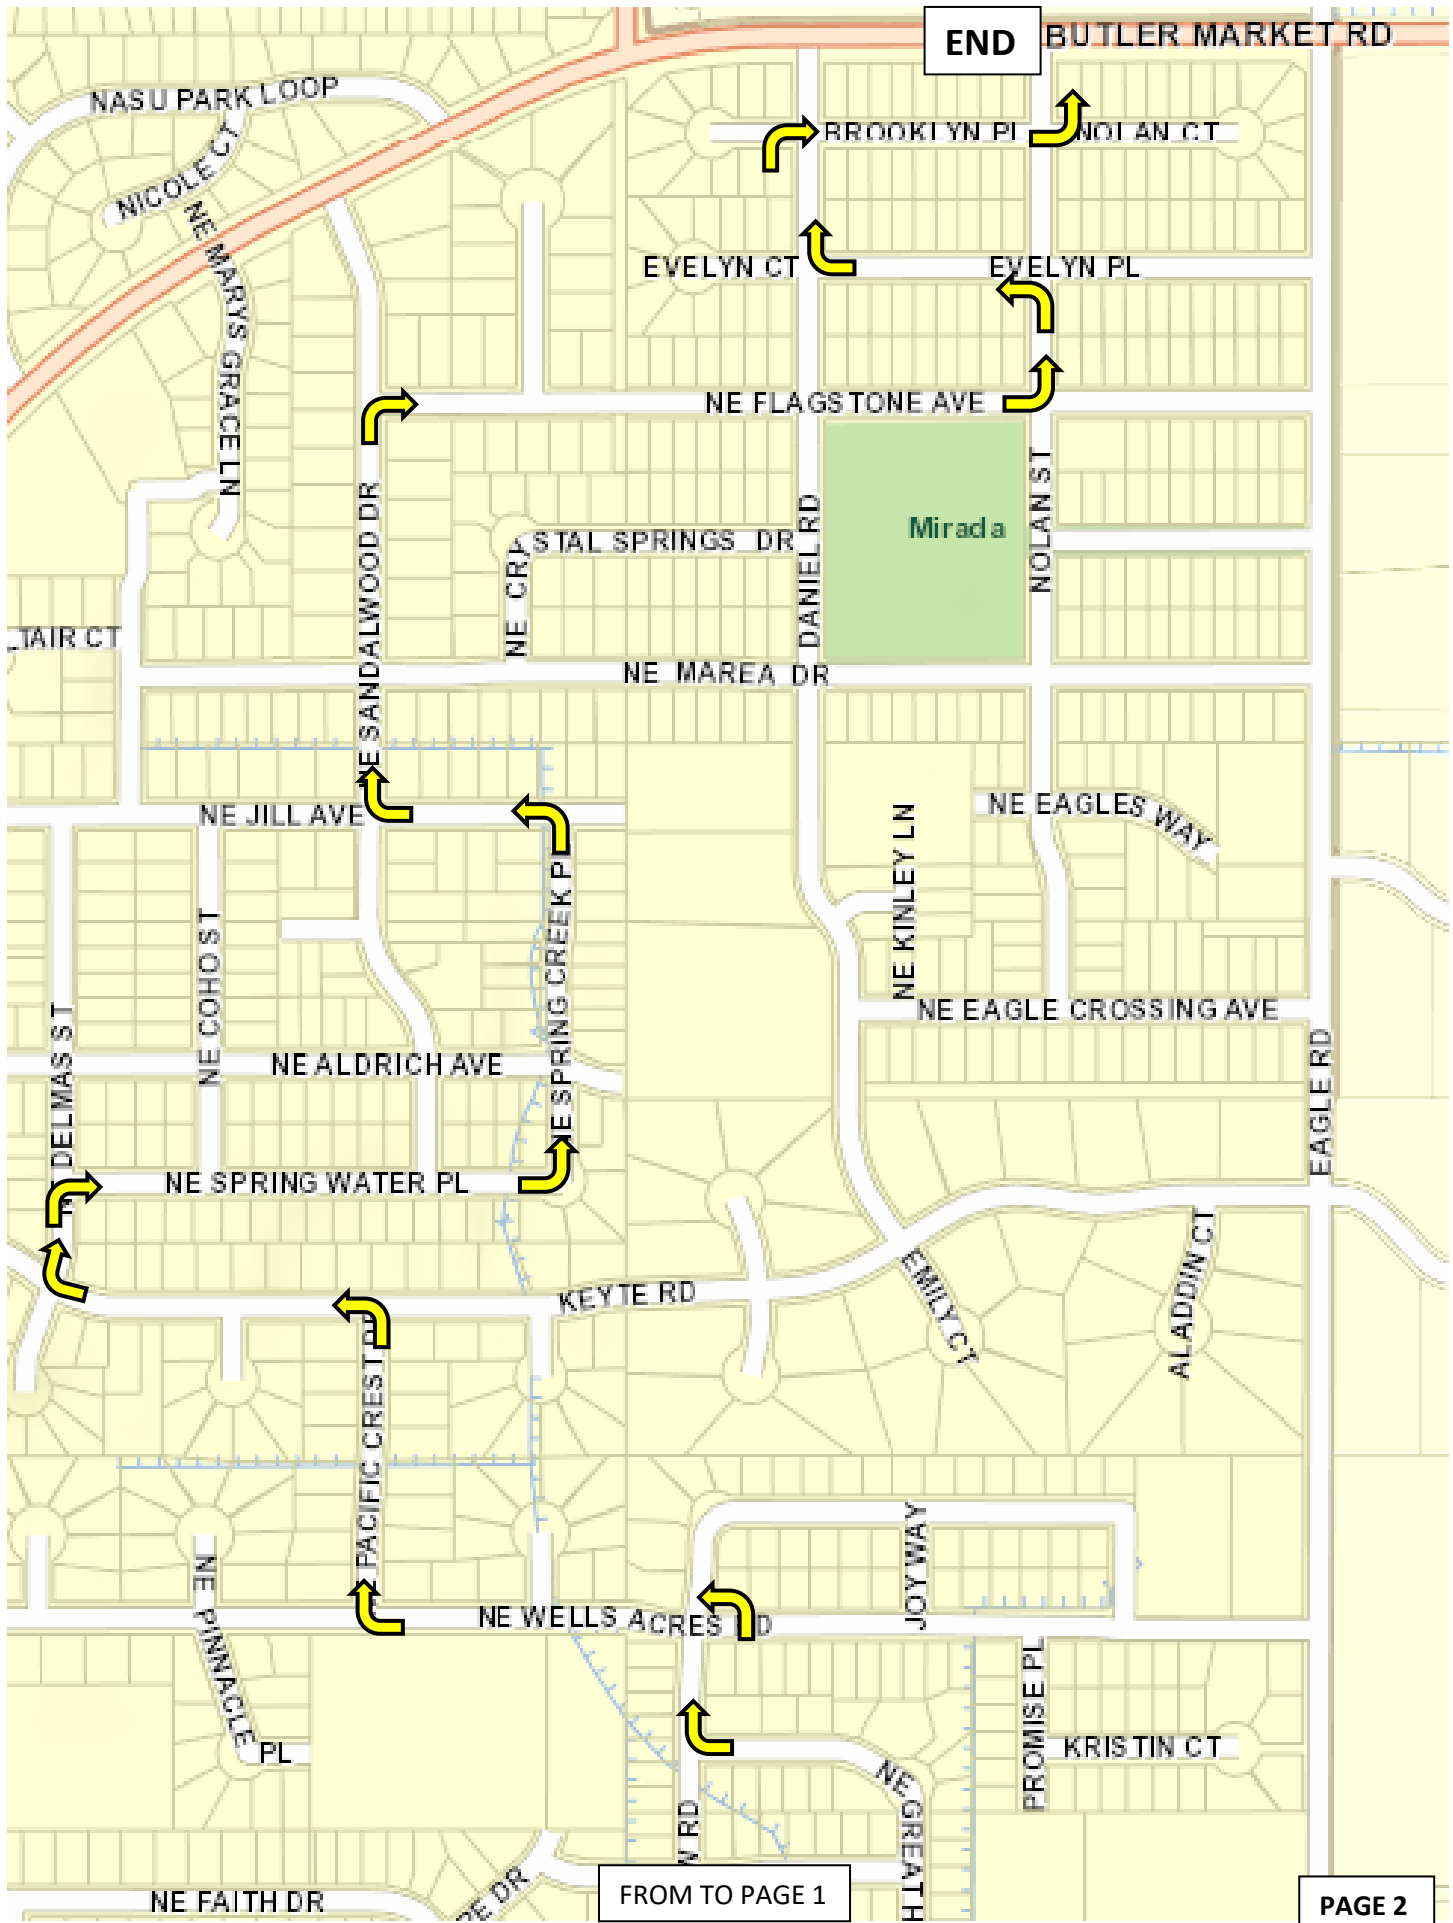 END
BUTLER MARKET RD
NASU PARK LOOP
NICOLE CT
BROOKLYN PL
NOLAN CT
NE MARYS GRACE LN
EVELYN CT
EVELYN PL
NE FLAGSTONE AVE
NE SANDALWOOD DR
NOLAN ST
DANIEL RD
Mirada
STAL SPRINGS DR
NE CRY
LTAIR CT
NE MAREA DR
NE JILL AVE
NE EAGLES WAY
NE KINLEY LN
NE SPRING CREEK PL
NE COHO ST
NE DELMAS ST
NE EAGLE CROSSING AVE
NE ALDRICH AVE
EAGLE RD
NE SPRING WATER PL
KEYTE RD
EMILY CT
ALADDIN CT
PACIFIC CREST
JOY WAY
NE WELLS ACRES RD
NE PINNACLE PL
PROMISE PL
KRISTIN CT
NE GREATH
N RD
NE FAITH DR
RE DR
FROM TO PAGE 1
PAGE 2